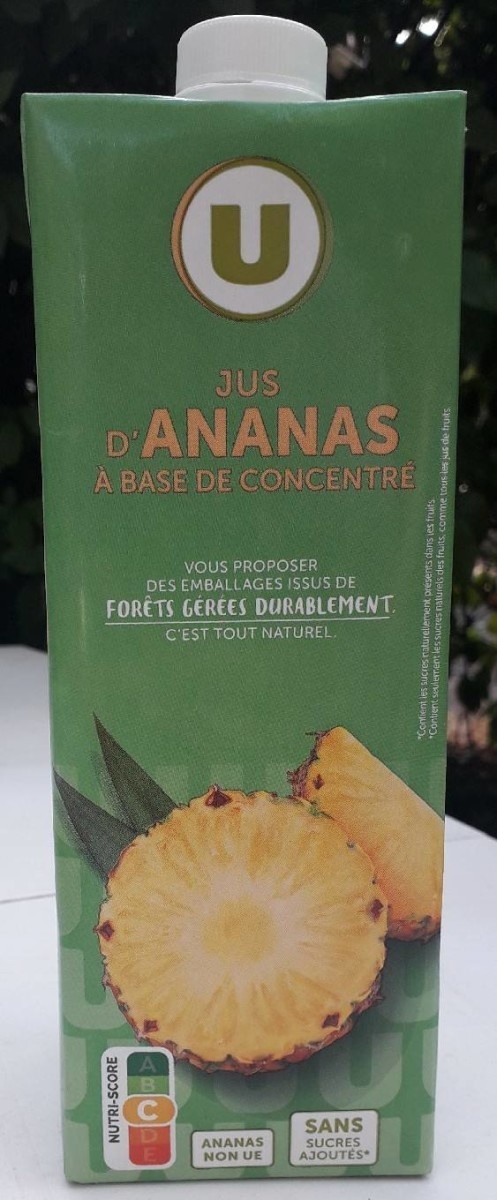 U
JUS
D'ANANAS
À BASE DE CONCENTRÉ
VOUS PROPOSER
DES EMBALLAGES ISSUS DE
FORÊTS GÉRÉES DURABLEMENT,
C'EST TOUT NATUREL.
*Contient les sucres naturellement présents dans les fruits.
*Contient seulement les sucres naturels des fruits, comme tous les jus de fruits
NUTRI-SCORE
A
B
C
D
E
ANANAS
NON UE
SANS
SUCRES
AJOUTÉS*